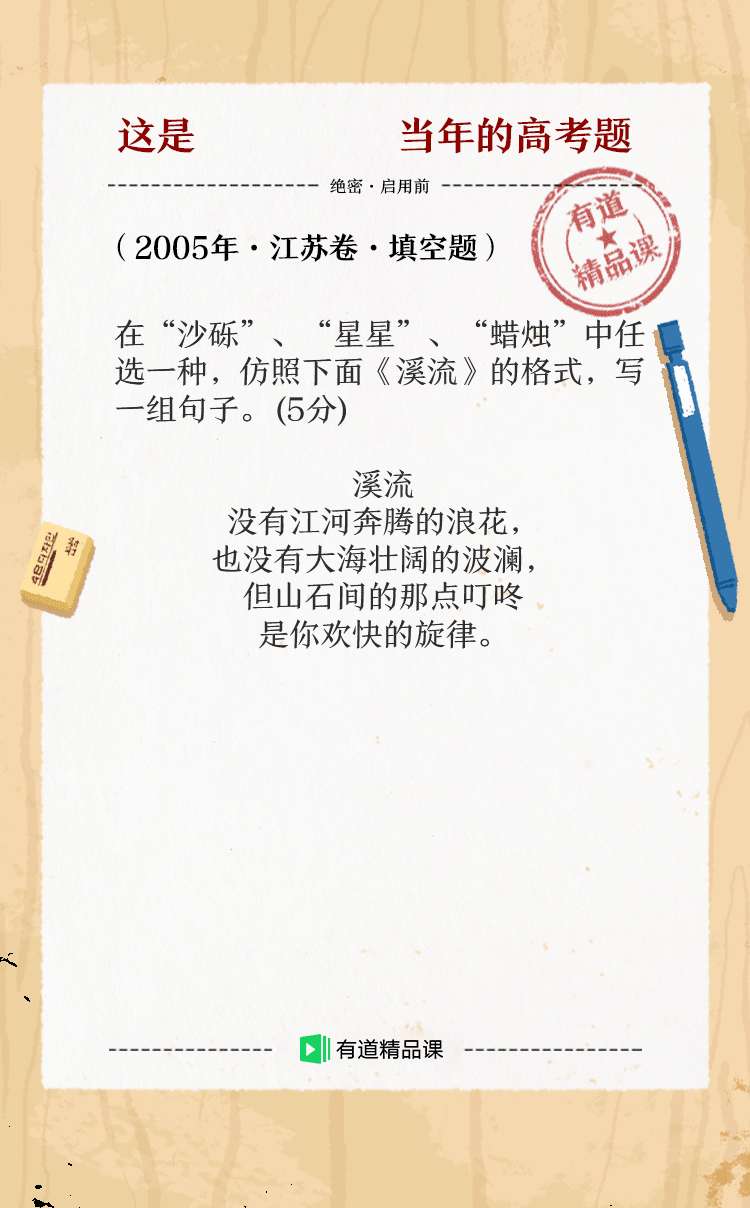 这是 当年的高考题
绝密·启用前
有道
精品课
（2005年·江苏卷·填空题）
在“沙砾”、“星星”、“蜡烛”中任
选一种，仿照下面《溪流》的格式，写
一组句子。(5分)
溪流
没有江河奔腾的浪花，
也没有大海壮阔的波澜，
但山石间的那点叮咚
是你欢快的旋律。
有道精品课